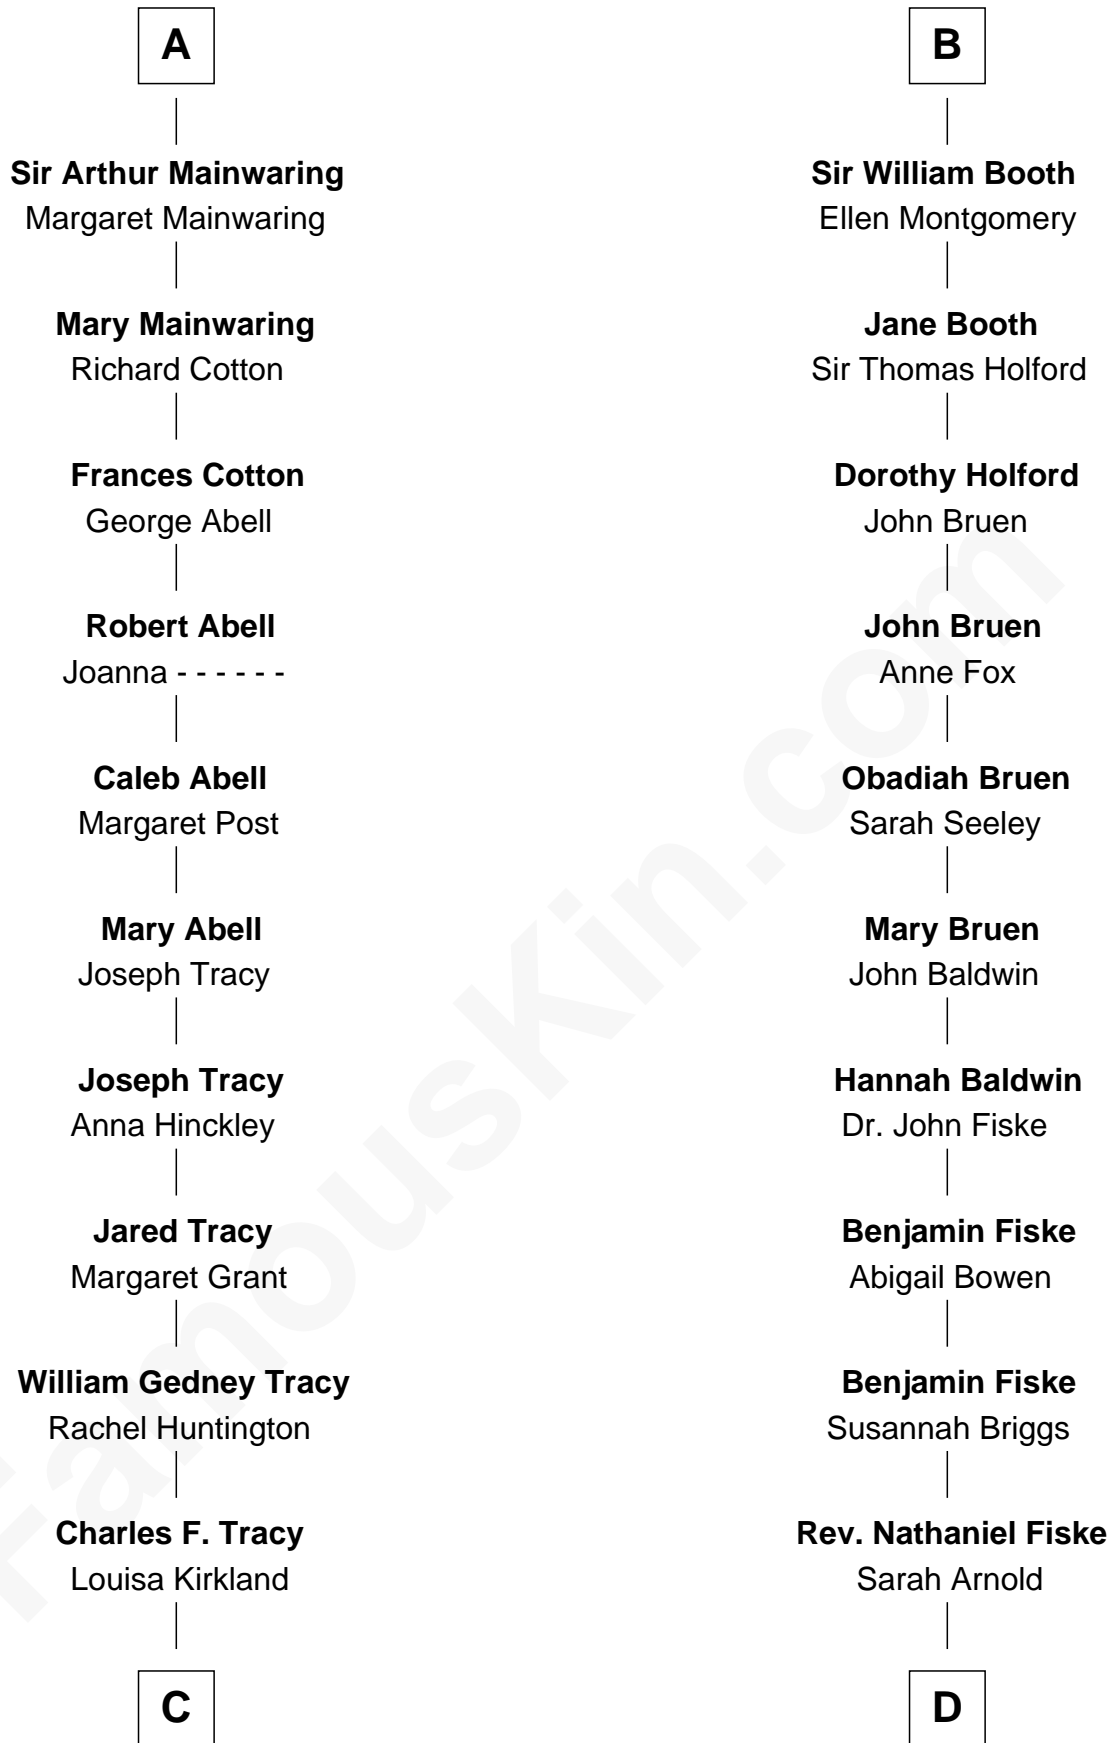 A
Sir Arthur Mainwaring
Margaret Mainwaring
Mary Mainwaring
Richard Cotton
Frances Cotton
George Abell
Robert Abell
Joanna - - - - - -
Caleb Abell
Margaret Post
Mary Abell
Joseph Tracy
Joseph Tracy
Anna Hinckley
Jared Tracy
Margaret Grant
William Gedney Tracy
Rachel Huntington
Charles F. Tracy
Louisa Kirkland
C
B
Sir William Booth
Ellen Montgomery
Jane Booth
Sir Thomas Holford
Dorothy Holford
John Bruen
John Bruen
Anne Fox
Obadiah Bruen
Sarah Seeley
Mary Bruen
John Baldwin
Hannah Baldwin
Dr. John Fiske
Benjamin Fiske
Abigail Bowen
Benjamin Fiske
Susannah Briggs
Rev. Nathaniel Fiske
Sarah Arnold
D
FamousKin.com